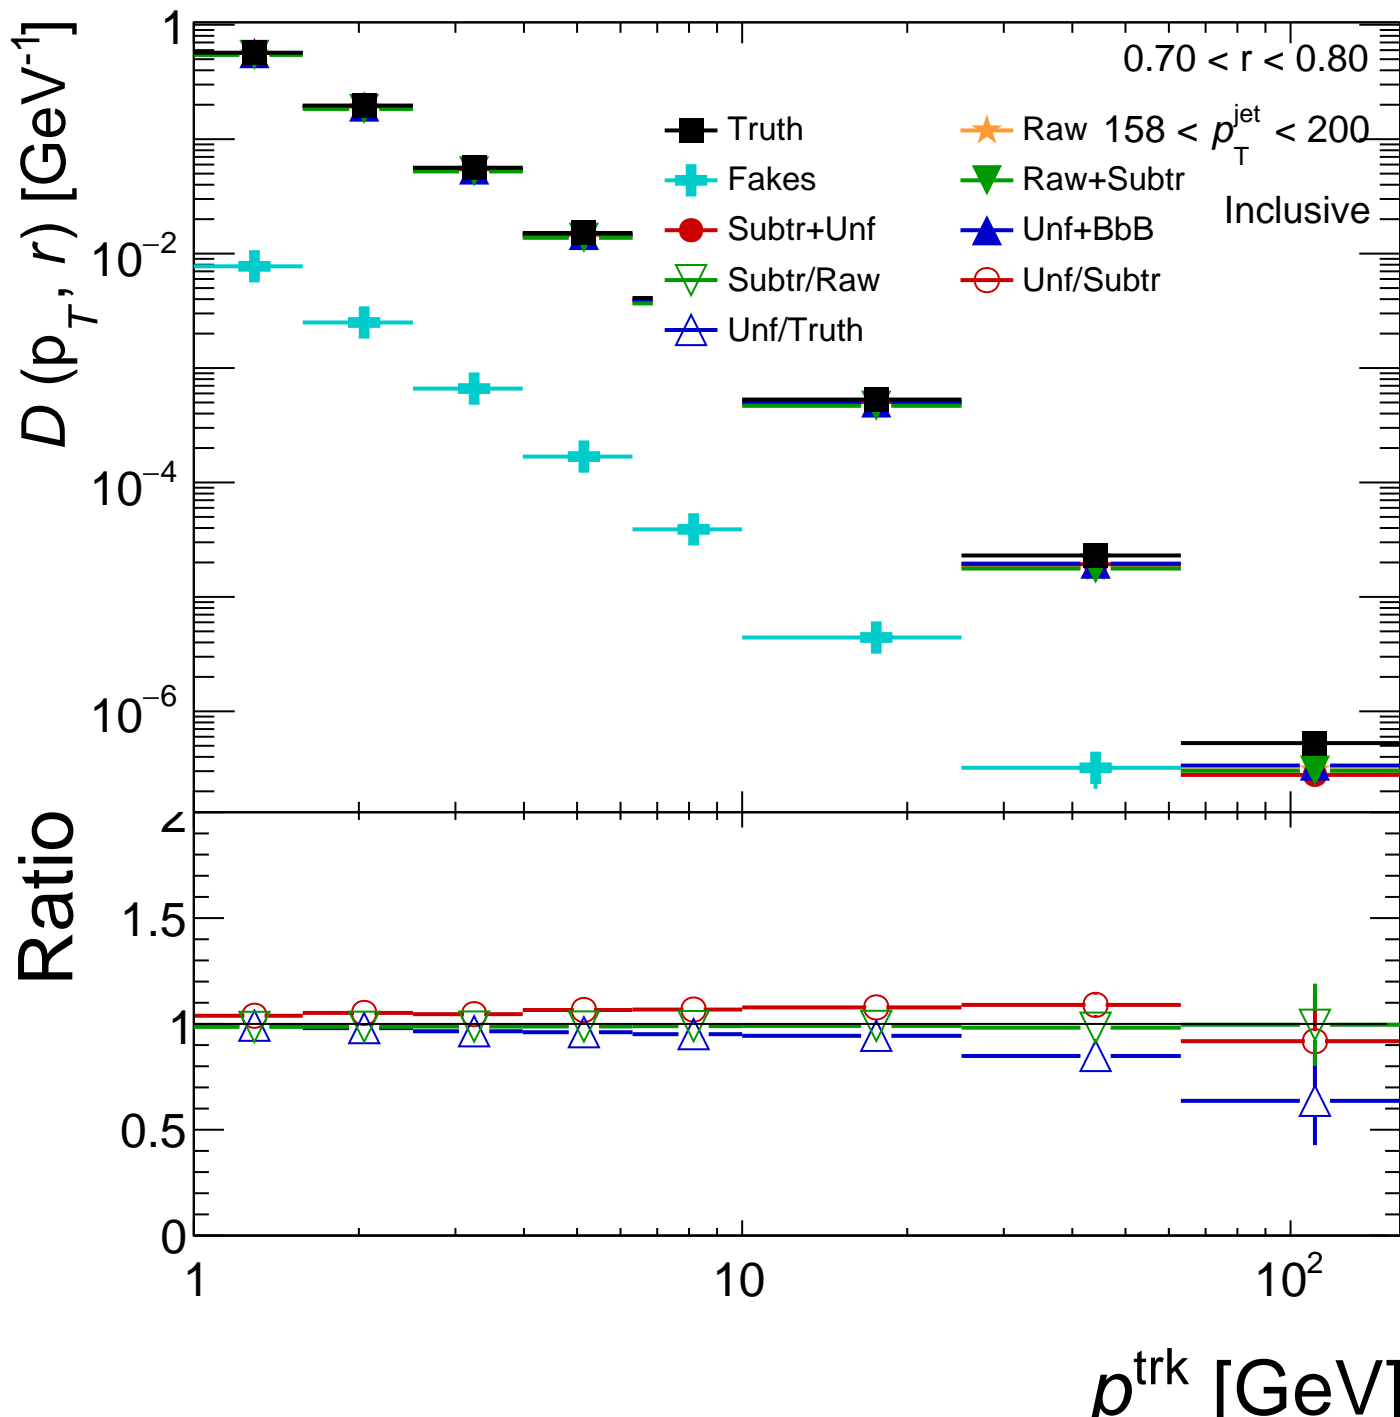 D (p_T, r) [GeV^-1]
1
10^−2
10^−4
10^−6
0.70 < r < 0.80
158 < p_T^jet < 200
Inclusive
Truth
Raw
Fakes
Raw+Subtr
Subtr+Unf
Unf+BbB
Subtr/Raw
Unf/Subtr
Unf/Truth
Ratio
2
1.5
1
0.5
0
1
10
10^2
p^trk [GeV]